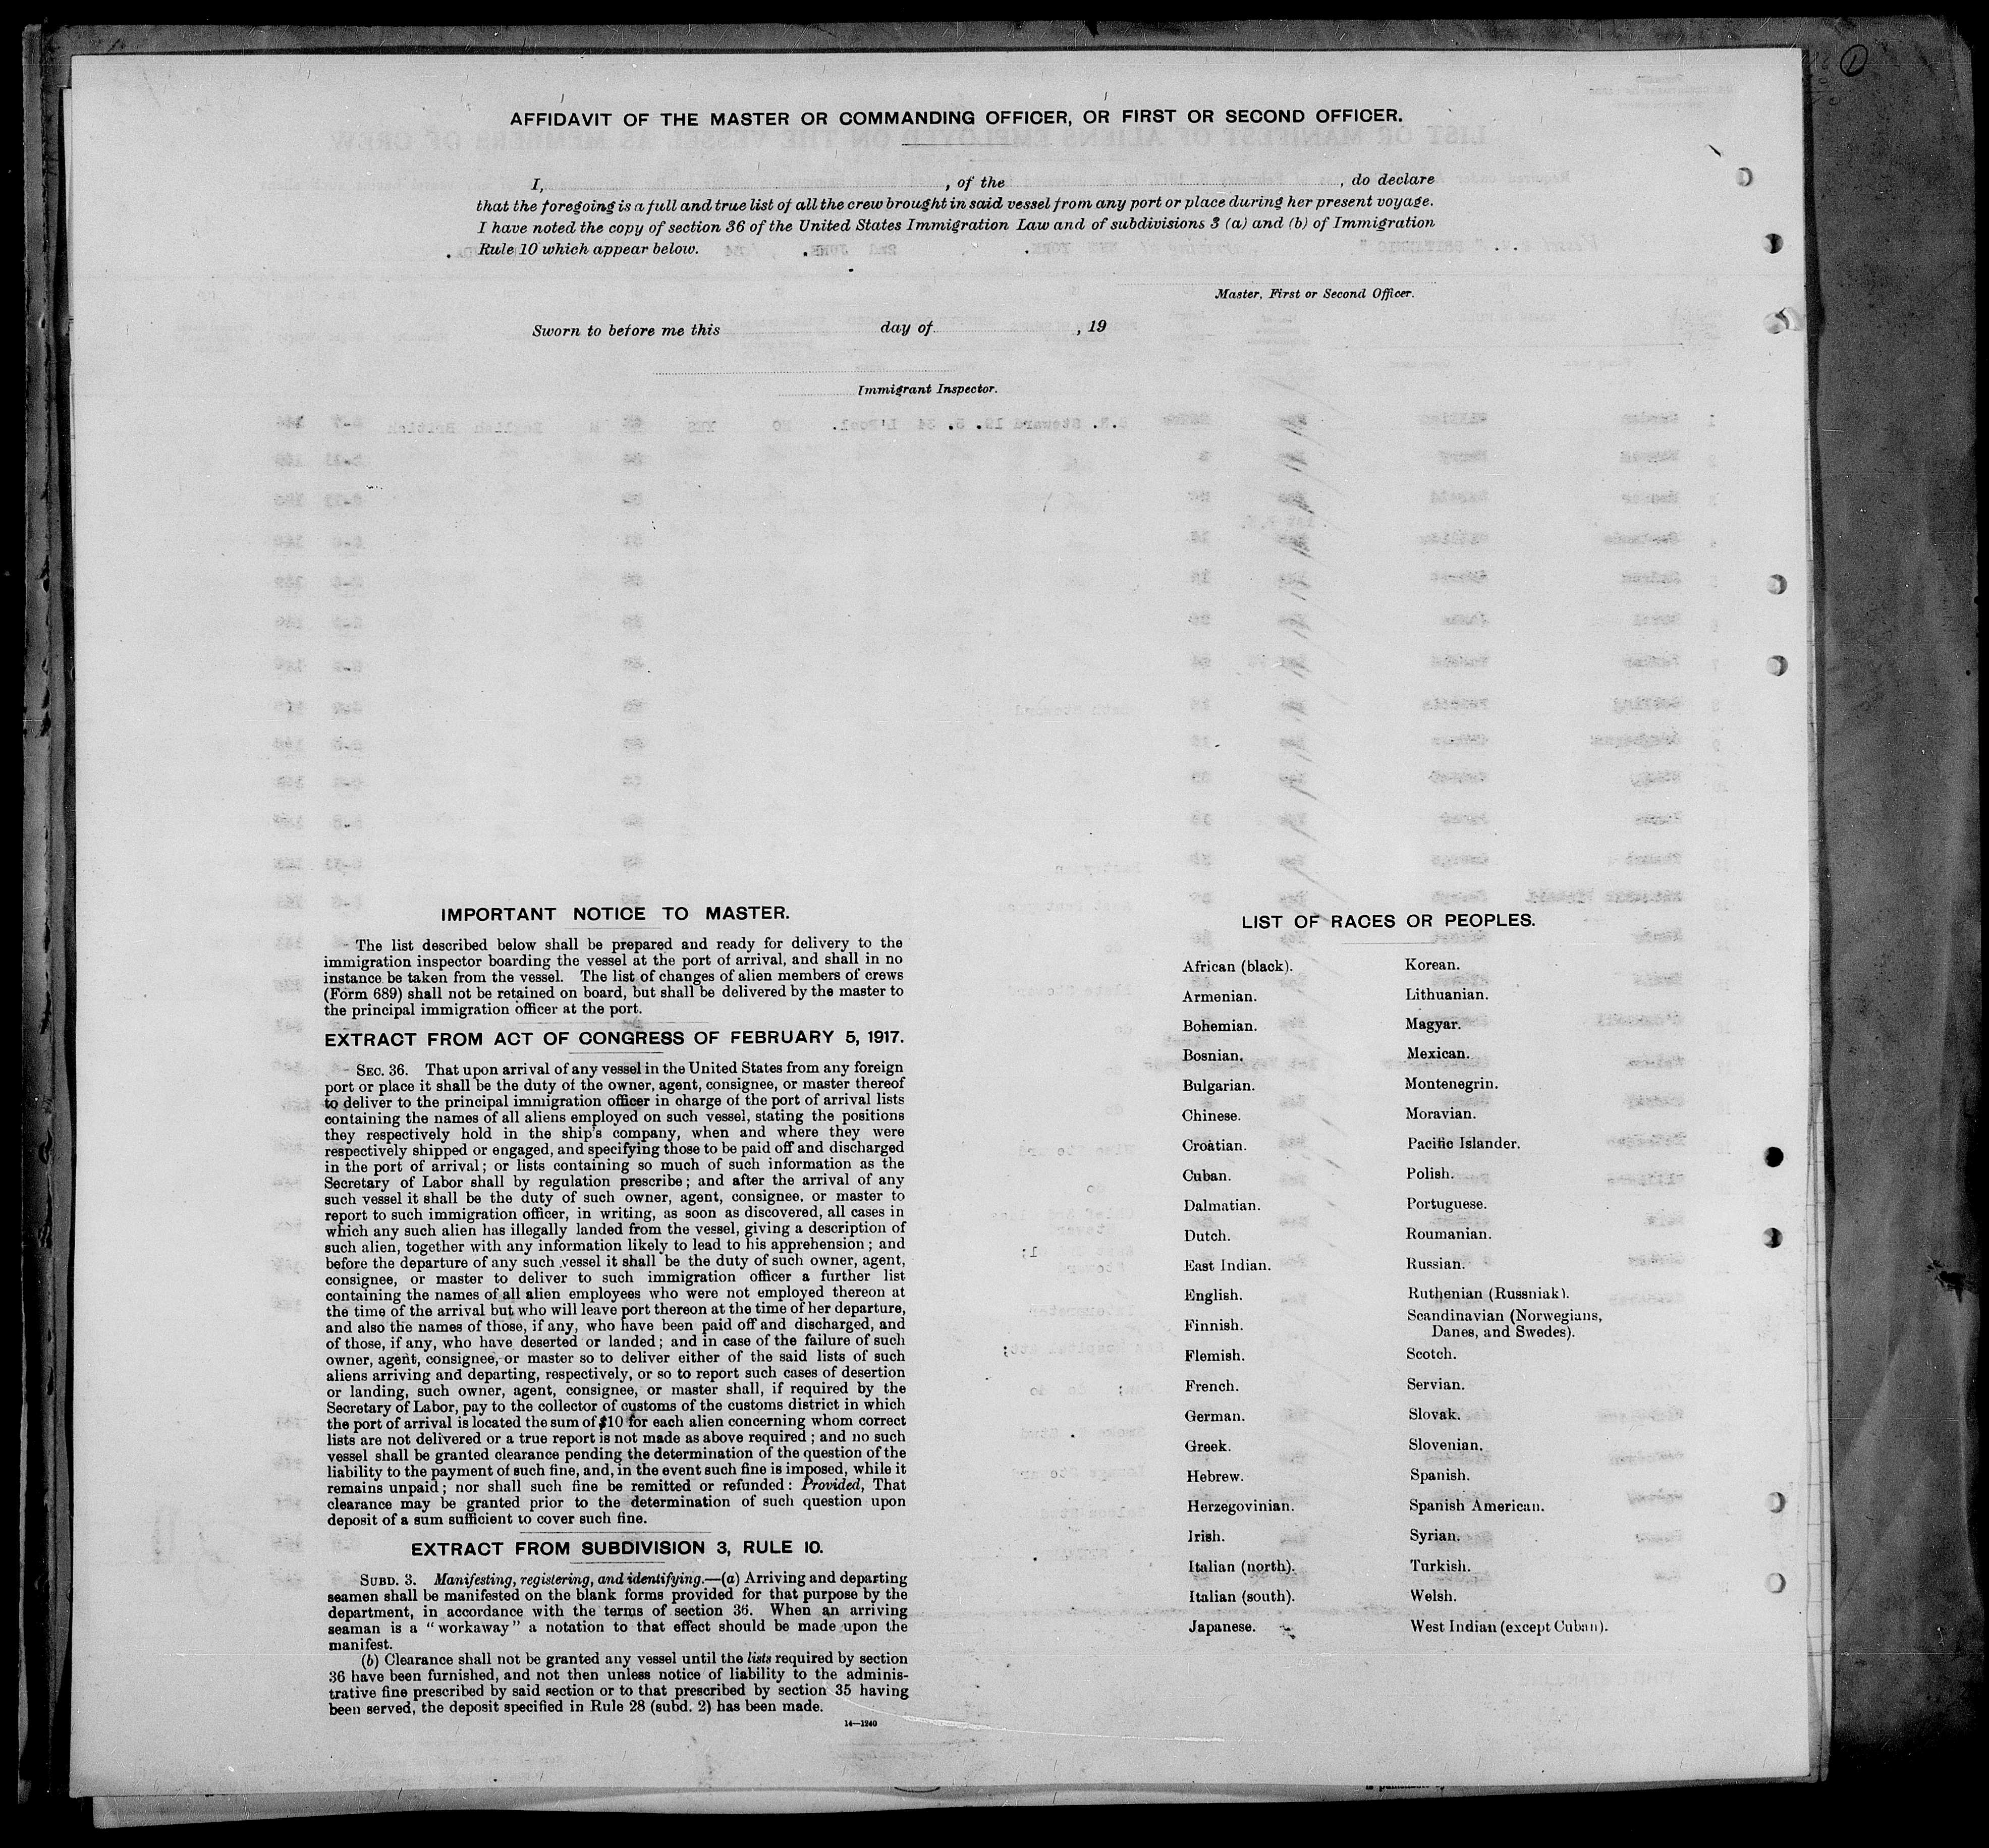 AFFIDAVIT OF THE MASTER OR COMMANDING OFFICER, OR FIRST OR SECOND OFFICER.
I, , of the , do declare
that the foregoing is a full and true list of all the crew brought in said vessel from any port or place during her present voyage.
I have noted the copy of section 36 of the United States Immigration Law and of subdivisions 3 (a) and (b) of Immigration
Rule 10 which appear below.
Master, First or Second Officer.
Sworn to before me this day of , 19
Immigrant Inspector.
IMPORTANT NOTICE TO MASTER.
The list described below shall be prepared and ready for delivery to the
immigration inspector boarding the vessel at the port of arrival, and shall in no
instance be taken from the vessel. The list of changes of alien members of crews
(Form 689) shall not be retained on board, but shall be delivered by the master to
the principal immigration officer at the port.
EXTRACT FROM ACT OF CONGRESS OF FEBRUARY 5, 1917.
SEC. 36. That upon arrival of any vessel in the United States from any foreign
port or place it shall be the duty of the owner, agent, consignee, or master thereof
to deliver to the principal immigration officer in charge of the port of arrival lists
containing the names of all aliens employed on such vessel, stating the positions
they respectively hold in the ship's company, when and where they were
respectively shipped or engaged, and specifying those to be paid off and discharged
in the port of arrival; or lists containing so much of such information as the
Secretary of Labor shall by regulation prescribe; and after the arrival of any
such vessel it shall be the duty of such owner, agent, consignee, or master to
report to such immigration officer, in writing, as soon as discovered, all cases in
which any such alien has illegally landed from the vessel, giving a description of
such alien, together with any information likely to lead to his apprehension; and
before the departure of any such vessel it shall be the duty of such owner, agent,
consignee, or master to deliver to such immigration officer a further list
containing the names of all alien employees who were not employed thereon at
the time of the arrival but who will leave port thereon at the time of her departure,
and also the names of those, if any, who have been paid off and discharged, and
of those, if any, who have deserted or landed; and in case of the failure of such
owner, agent, consignee, or master so to deliver either of the said lists of such
aliens arriving and departing, respectively, or so to report such cases of desertion
or landing, such owner, agent, consignee, or master shall, if required by the
Secretary of Labor, pay to the collector of customs of the customs district in which
the port of arrival is located the sum of $10 for each alien concerning whom correct
lists are not delivered or a true report is not made as above required; and no such
vessel shall be granted clearance pending the determination of the question of the
liability to the payment of such fine, and, in the event such fine is imposed, while it
remains unpaid; nor shall such fine be remitted or refunded: Provided, That
clearance may be granted prior to the determination of such question upon
deposit of a sum sufficient to cover such fine.
EXTRACT FROM SUBDIVISION 3, RULE 10.
SUBD. 3. Manifesting, registering, and identifying.—(a) Arriving and departing
seamen shall be manifested on the blank forms provided for that purpose by the
department, in accordance with the terms of section 36. When an arriving
seaman is a "workaway" a notation to that effect should be made upon the
manifest.
(b) Clearance shall not be granted any vessel until the lists required by section
36 have been furnished, and not then unless notice of liability to the adminis-
trative fine prescribed by said section or to that prescribed by section 35 having
been served, the deposit specified in Rule 28 (subd. 2) has been made.
14—1240
LIST OF RACES OR PEOPLES.
African (black).
Armenian.
Bohemian.
Bosnian.
Bulgarian.
Chinese.
Croatian.
Cuban.
Dalmatian.
Dutch.
East Indian.
English.
Finnish.
Flemish.
French.
German.
Greek.
Hebrew.
Herzegovinian.
Irish.
Italian (north).
Italian (south).
Japanese.
Korean.
Lithuanian.
Magyar.
Mexican.
Montenegrin.
Moravian.
Pacific Islander.
Polish.
Portuguese.
Roumanian.
Russian.
Ruthenian (Russniak).
Scandinavian (Norwegians,
Danes, and Swedes).
Scotch.
Servian.
Slovak.
Slovenian.
Spanish.
Spanish American.
Syrian.
Turkish.
Welsh.
West Indian (except Cuban).